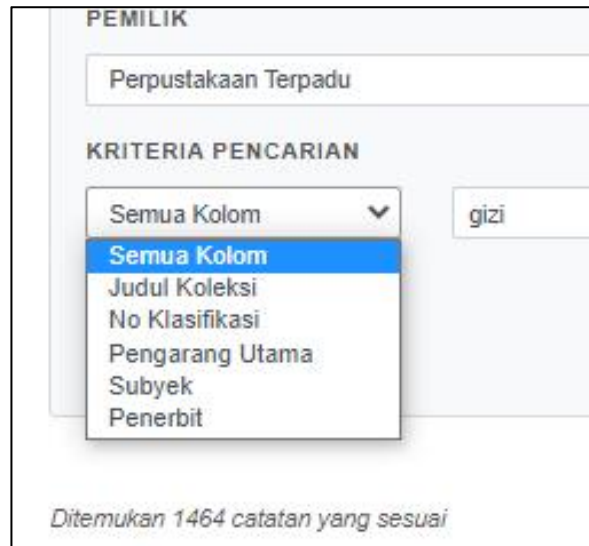 PEMILIK
Perpustakaan Terpadu
KRITERIA PENCARIAN
Semua Kolom gizi
Semua Kolom
Judul Koleksi
No Klasifikasi
Pengarang Utama
Subyek
Penerbit
Ditemukan 1464 catatan yang sesuai